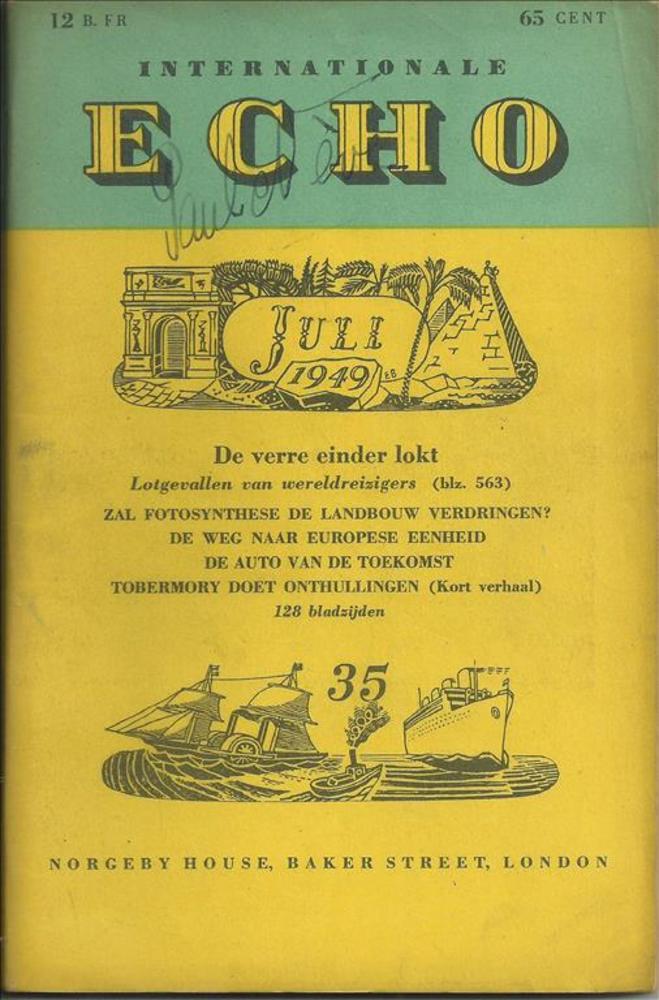 12 B. FR 65 CENT
INTERNATIONALE
ECHO
JULI
1949
EB
De verre einder lokt
Lotgevallen van wereldreizigers (blz. 563)
ZAL FOTOSYNTHESE DE LANDBOUW VERDRINGEN?
DE WEG NAAR EUROPESE EENHEID
DE AUTO VAN DE TOEKOMST
TOBERMORY DOET ONTHULLINGEN (Kort verhaal)
128 bladzijden
35
NORGEBY HOUSE, BAKER STREET, LONDON